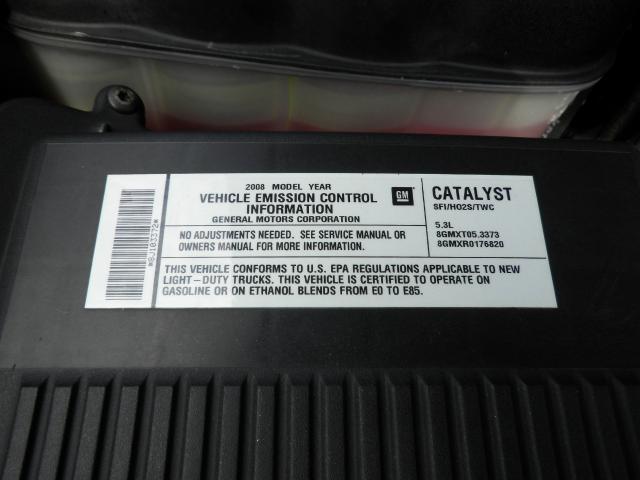 *8J183372*
2008 MODEL YEAR
VEHICLE EMISSION CONTROL
INFORMATION
GENERAL MOTORS CORPORATION
GM
NO ADJUSTMENTS NEEDED. SEE SERVICE MANUAL OR
OWNERS MANUAL FOR MORE INFORMATION.
CATALYST
SFI/HO2S/TWC
5.3L
8GMXT05.3373
8GMXR0176820
THIS VEHICLE CONFORMS TO U.S. EPA REGULATIONS APPLICABLE TO NEW
LIGHT-DUTY TRUCKS. THIS VEHICLE IS CERTIFIED TO OPERATE ON
GASOLINE OR ON ETHANOL BLENDS FROM E0 TO E85.